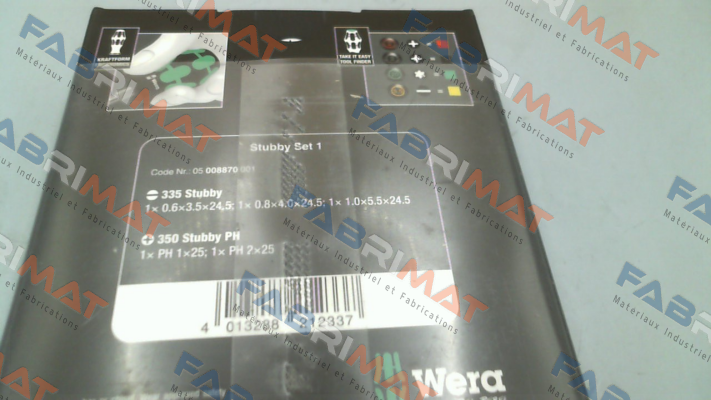 KRAFTFORM
TAKE IT EASY
TOOL FINDER
Stubby Set 1
Code Nr.: 05 008870 001
335 Stubby
1× 0.6×3.5×24,5; 1× 0.8×4.0×24.5; 1× 1.0×5.5×24.5
350 Stubby PH
1× PH 1×25; 1× PH 2×25
4 013288 212337
Wera
FABRIMAT
Materiaux Industriel et Fabrications